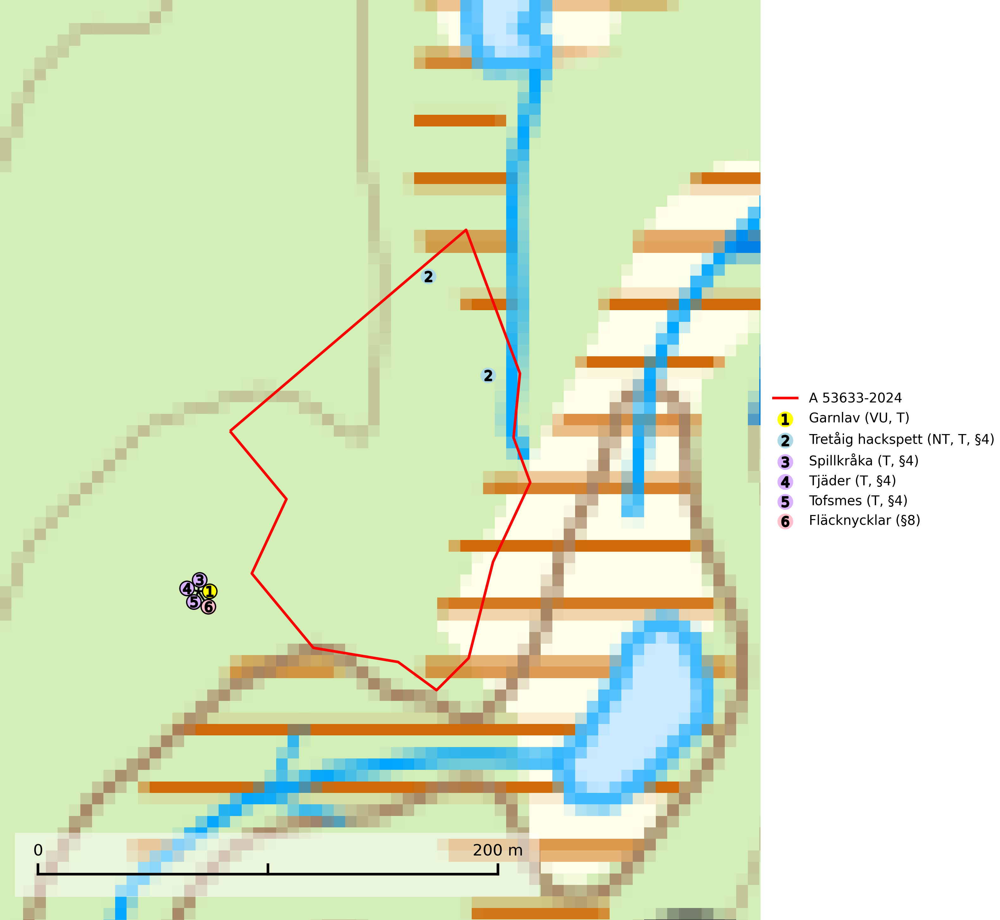 2
2
3
4
1
5
6
A 53633-2024
1 Garnlav (VU, T)
2 Tretåig hackspett (NT, T, §4)
3 Spillkråka (T, §4)
4 Tjäder (T, §4)
5 Tofsmes (T, §4)
6 Fläcknycklar (§8)
0 200 m